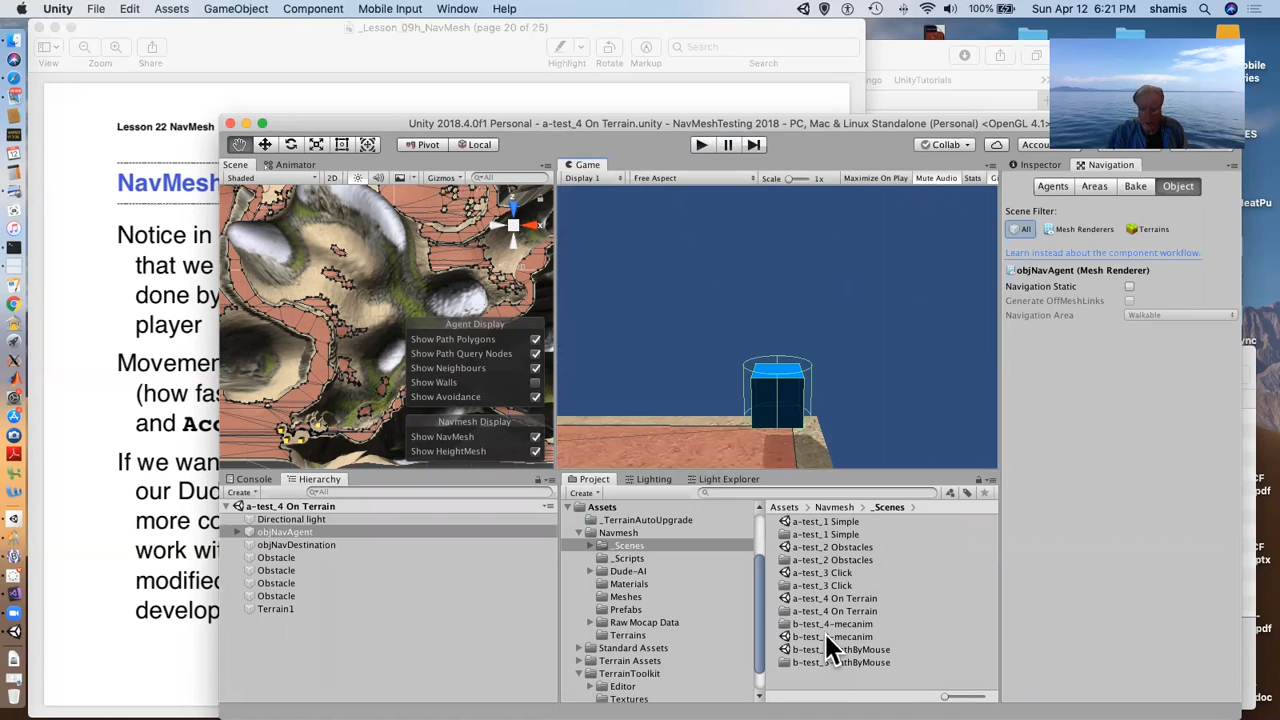 Unity File Edit Assets GameObject Component Mobile Input Window Help
100% Sun Apr 12 6:21 PM shamis
_Lesson_09h_NavMesh (page 20 of 25)
View Zoom Share Highlight Rotate Markup Search
Search
UnityTutorials
Lesson 22 NavMesh
NavMesh
Notice in
that we
done by
player
Movemen
(how fas
and Acc
If we wan
our Dud
more co
work wit
modified
develop
Unity 2018.4.0f1 Personal - a-test_4 On Terrain.unity - NavMeshTesting 2018 - PC, Mac & Linux Standalone (Personal) <OpenGL 4.1>
Pivot Local
Collab
Accou
Scene Animator
Shaded 2D Gizmos All
Game
Display 1 Free Aspect Scale 1x Maximize On Play Mute Audio Stats
Agent Display
Show Path Polygons
Show Path Query Nodes
Show Neighbours
Show Walls
Show Avoidance
Navmesh Display
Show NavMesh
Show HeightMesh
Inspector Navigation
Agents Areas Bake Object
Scene Filter:
All Mesh Renderers Terrains
Learn instead about the component workflow.
objNavAgent (Mesh Renderer)
Navigation Static
Generate OffMeshLinks
Navigation Area Walkable
Console Hierarchy
Create All
a-test_4 On Terrain
Directional light
objNavAgent
objNavDestination
Obstacle
Obstacle
Obstacle
Obstacle
Terrain1
Project Lighting Light Explorer
Create
Assets
_TerrainAutoUpgrade
Navmesh
_Scenes
_Scripts
Dude-AI
Materials
Meshes
Prefabs
Raw Mocap Data
Terrains
Standard Assets
Terrain Assets
TerrainToolkit
Editor
Textures
Assets Navmesh _Scenes
a-test_1 Simple
a-test_1 Simple
a-test_2 Obstacles
a-test_2 Obstacles
a-test_3 Click
a-test_3 Click
a-test_4 On Terrain
a-test_4 On Terrain
b-test_4-mecanim